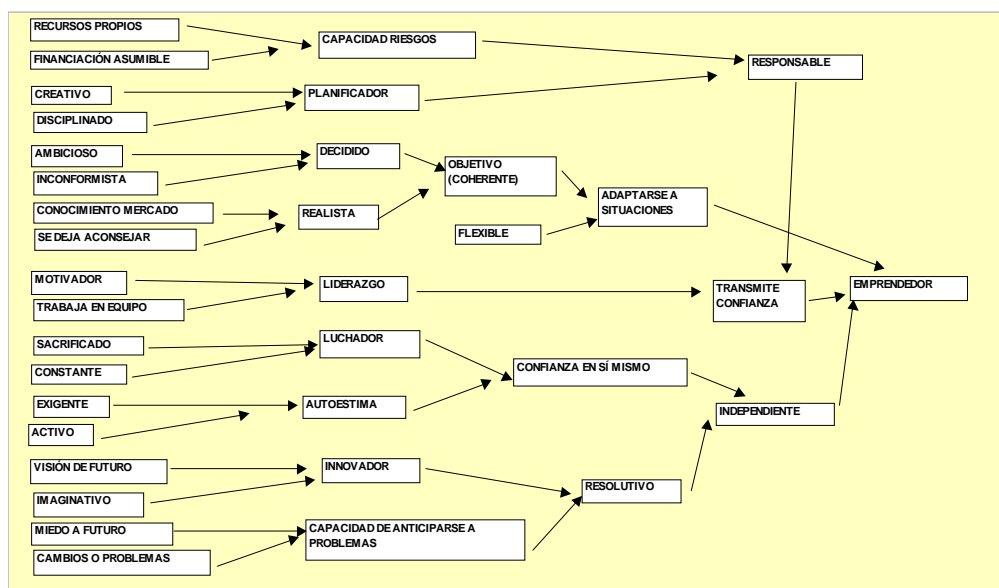 RECURSOS PROPIOS
CAPACIDAD RIESGOS
FINANCIACIÓN ASUMIBLE
RESPONSABLE
CREATIVO
PLANIFICADOR
DISCIPLINADO
AMBICIOSO
DECIDIDO
INCONFORMISTA
OBJETIVO
(COHERENTE)
CONOCIMIENTO MERCADO
REALISTA
ADAPTARSE A
SITUACIONES
SE DEJA ACONSEJAR
FLEXIBLE
MOTIVADOR
LIDERAZGO
TRANSMITE
CONFIANZA
EMPRENDEDOR
TRABAJA EN EQUIPO
SACRIFICADO
LUCHADOR
CONSTANTE
CONFIANZA EN SÍ MISMO
EXIGENTE
AUTOESTIMA
INDEPENDIENTE
ACTIVO
VISIÓN DE FUTURO
INNOVADOR
RESOLUTIVO
IMAGINATIVO
MIEDO A FUTURO
CAPACIDAD DE ANTICIPARSE A
PROBLEMAS
CAMBIOS O PROBLEMAS